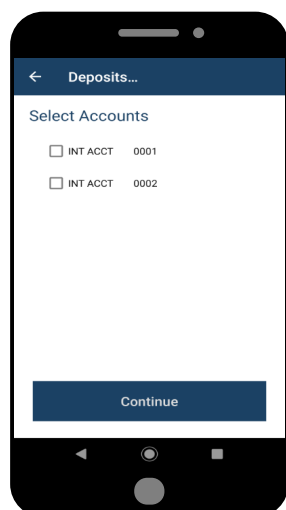 Deposits...
Select Accounts
INT ACCT 0001
INT ACCT 0002
Continue